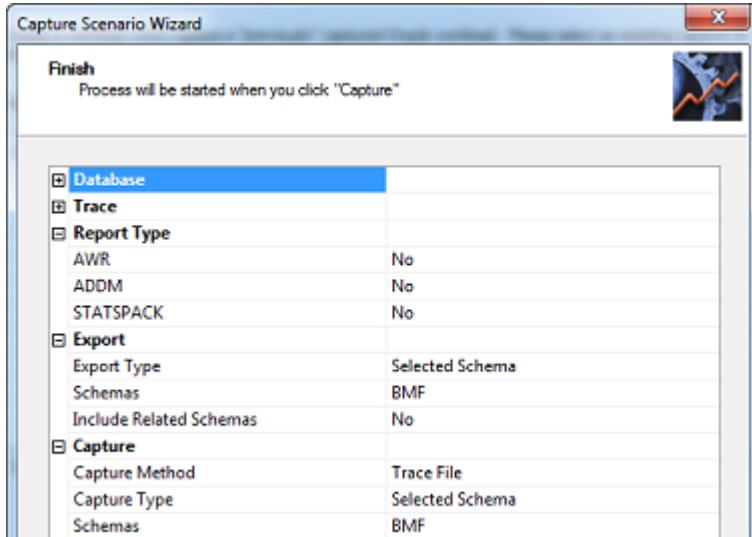 Capture Scenario Wizard
Finish
Process will be started when you click "Capture"
Database
Trace
Report Type
AWR No
ADDM No
STATSPACK No
Export
Export Type Selected Schema
Schemas BMF
Include Related Schemas No
Capture
Capture Method Trace File
Capture Type Selected Schema
Schemas BMF